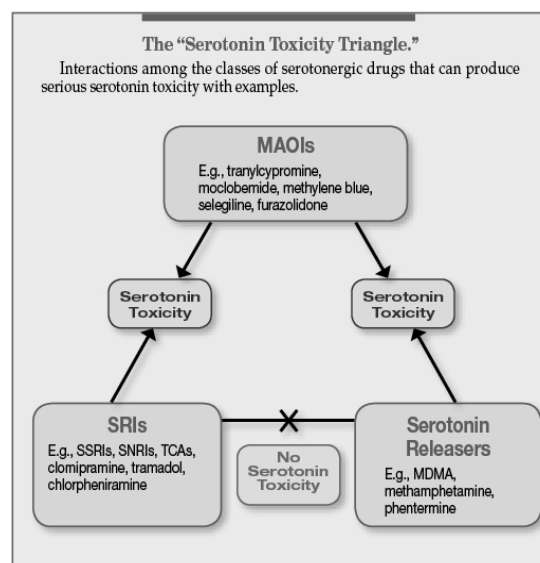 The “Serotonin Toxicity Triangle.”
Interactions among the classes of serotonergic drugs that can produce
serious serotonin toxicity with examples.
MAOIs
E.g., tranylcypromine,
moclobemide, methylene blue,
selegiline, furazolidone
Serotonin
Toxicity
Serotonin
Toxicity
SRIs
E.g., SSRIs, SNRIs, TCAs,
clomipramine, tramadol,
chlorpheniramine
No
Serotonin
Toxicity
Serotonin
Releasers
E.g., MDMA,
methamphetamine,
phentermine